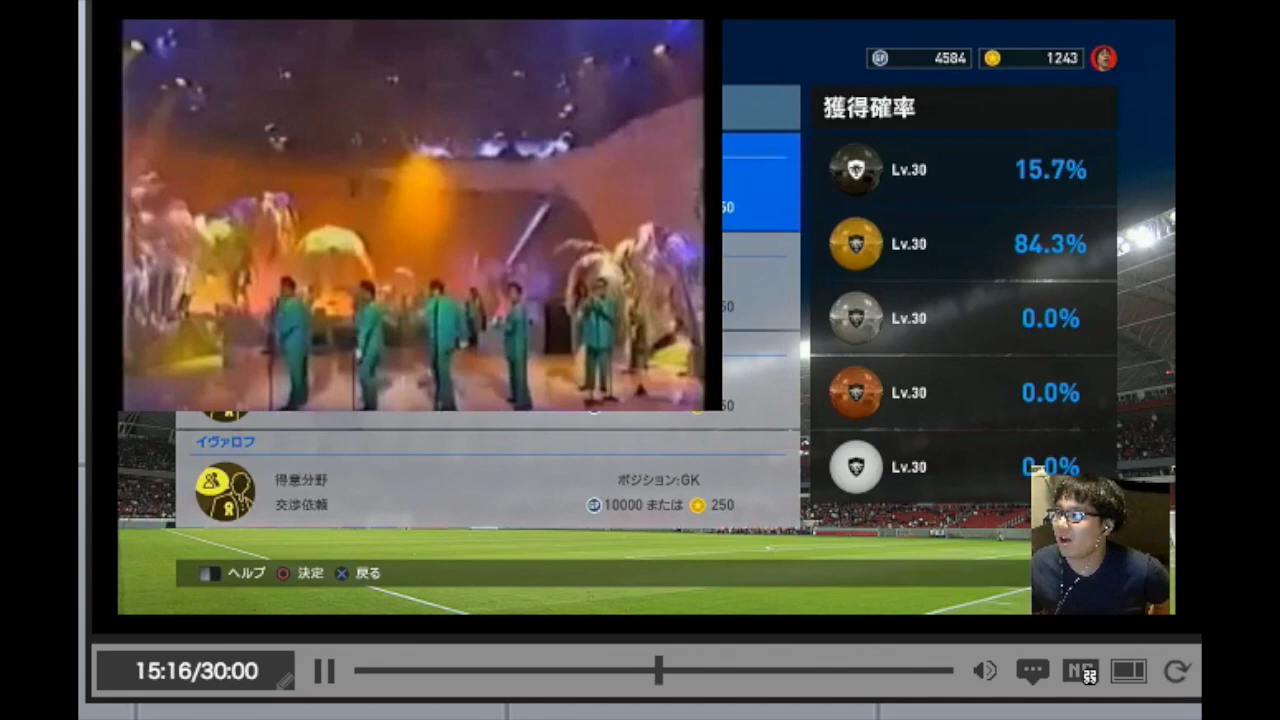 GP 4584 1243
獲得確率
Lv.30 15.7%
50
Lv.30 84.3%
50
Lv.30 0.0%
Lv.30 0.0%
50
イヴァロフ
Lv.30 0.0%
得意分野 ポジション:GK
交渉依頼 GP 10000 または 250
ヘルプ 決定 戻る
15:16/30:00
NG